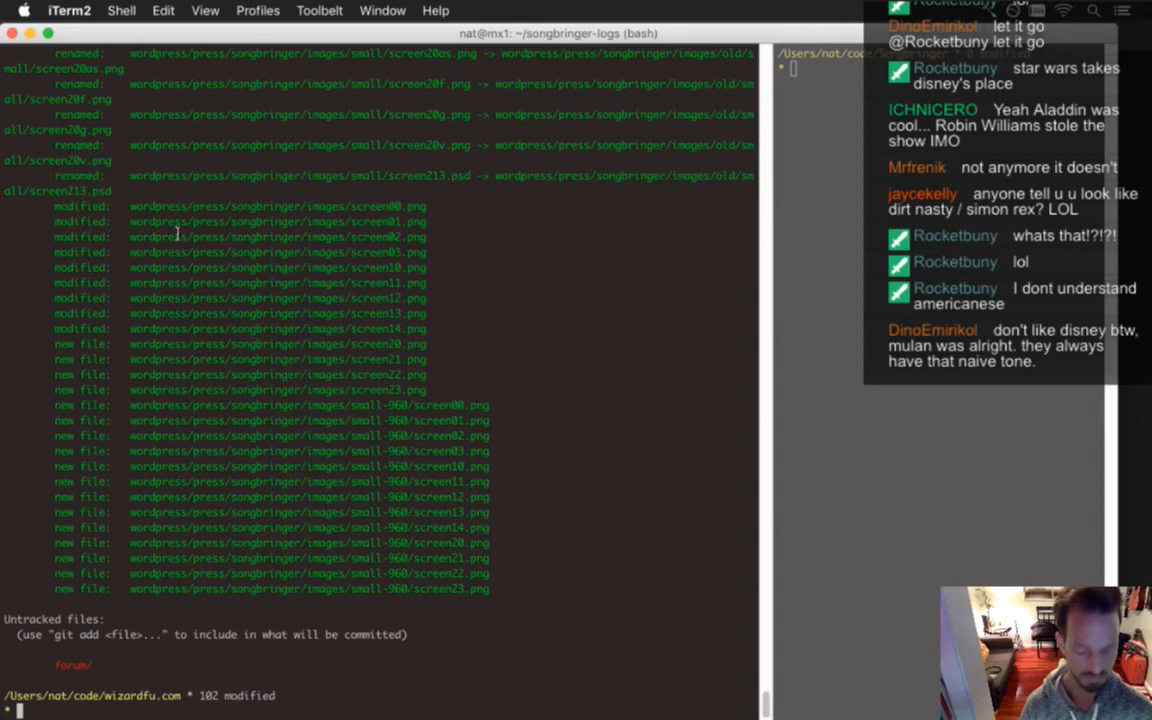 iTerm2 Shell Edit View Profiles Toolbelt Window Help
nat@mx1: ~/songbringer-logs (bash)
renamed: wordpress/press/songbringer/images/small/screen20as.png -> wordpress/press/songbringer/images/old/s
mall/screen20as.png
renamed: wordpress/press/songbringer/images/small/screen20f.png -> wordpress/press/songbringer/images/old/sm
all/screen20f.png
renamed: wordpress/press/songbringer/images/small/screen20g.png -> wordpress/press/songbringer/images/old/sm
all/screen20g.png
renamed: wordpress/press/songbringer/images/small/screen20v.png -> wordpress/press/songbringer/images/old/sm
all/screen20v.png
renamed: wordpress/press/songbringer/images/small/screen213.psd -> wordpress/press/songbringer/images/old/sm
all/screen213.psd
modified: wordpress/press/songbringer/images/screen00.png
modified: wordpress/press/songbringer/images/screen01.png
modified: wordpress/press/songbringer/images/screen02.png
modified: wordpress/press/songbringer/images/screen03.png
modified: wordpress/press/songbringer/images/screen10.png
modified: wordpress/press/songbringer/images/screen11.png
modified: wordpress/press/songbringer/images/screen12.png
modified: wordpress/press/songbringer/images/screen13.png
modified: wordpress/press/songbringer/images/screen14.png
new file: wordpress/press/songbringer/images/screen20.png
new file: wordpress/press/songbringer/images/screen21.png
new file: wordpress/press/songbringer/images/screen22.png
new file: wordpress/press/songbringer/images/screen23.png
new file: wordpress/press/songbringer/images/small-960/screen00.png
new file: wordpress/press/songbringer/images/small-960/screen01.png
new file: wordpress/press/songbringer/images/small-960/screen02.png
new file: wordpress/press/songbringer/images/small-960/screen03.png
new file: wordpress/press/songbringer/images/small-960/screen10.png
new file: wordpress/press/songbringer/images/small-960/screen11.png
new file: wordpress/press/songbringer/images/small-960/screen12.png
new file: wordpress/press/songbringer/images/small-960/screen13.png
new file: wordpress/press/songbringer/images/small-960/screen14.png
new file: wordpress/press/songbringer/images/small-960/screen20.png
new file: wordpress/press/songbringer/images/small-960/screen21.png
new file: wordpress/press/songbringer/images/small-960/screen22.png
new file: wordpress/press/songbringer/images/small-960/screen23.png
Untracked files:
(use "git add <file>..." to include in what will be committed)
forum/
/Users/nat/code/wizardfu.com * 102 modified
*
/Users/nat/code/Songbringer * 0 modified
*
Rocketbuny lol
DinoEmirikol let it go
@Rocketbuny let it go
Rocketbuny star wars takes
disney's place
ICHNICERO Yeah Aladdin was
cool... Robin Williams stole the
show IMO
Mrfrenik not anymore it doesn't
jaycekelly anyone tell u u look like
dirt nasty / simon rex? LOL
Rocketbuny whats that!?!?!
Rocketbuny lol
Rocketbuny I dont understand
americanese
DinoEmirikol don't like disney btw,
mulan was alright. they always
have that naive tone.